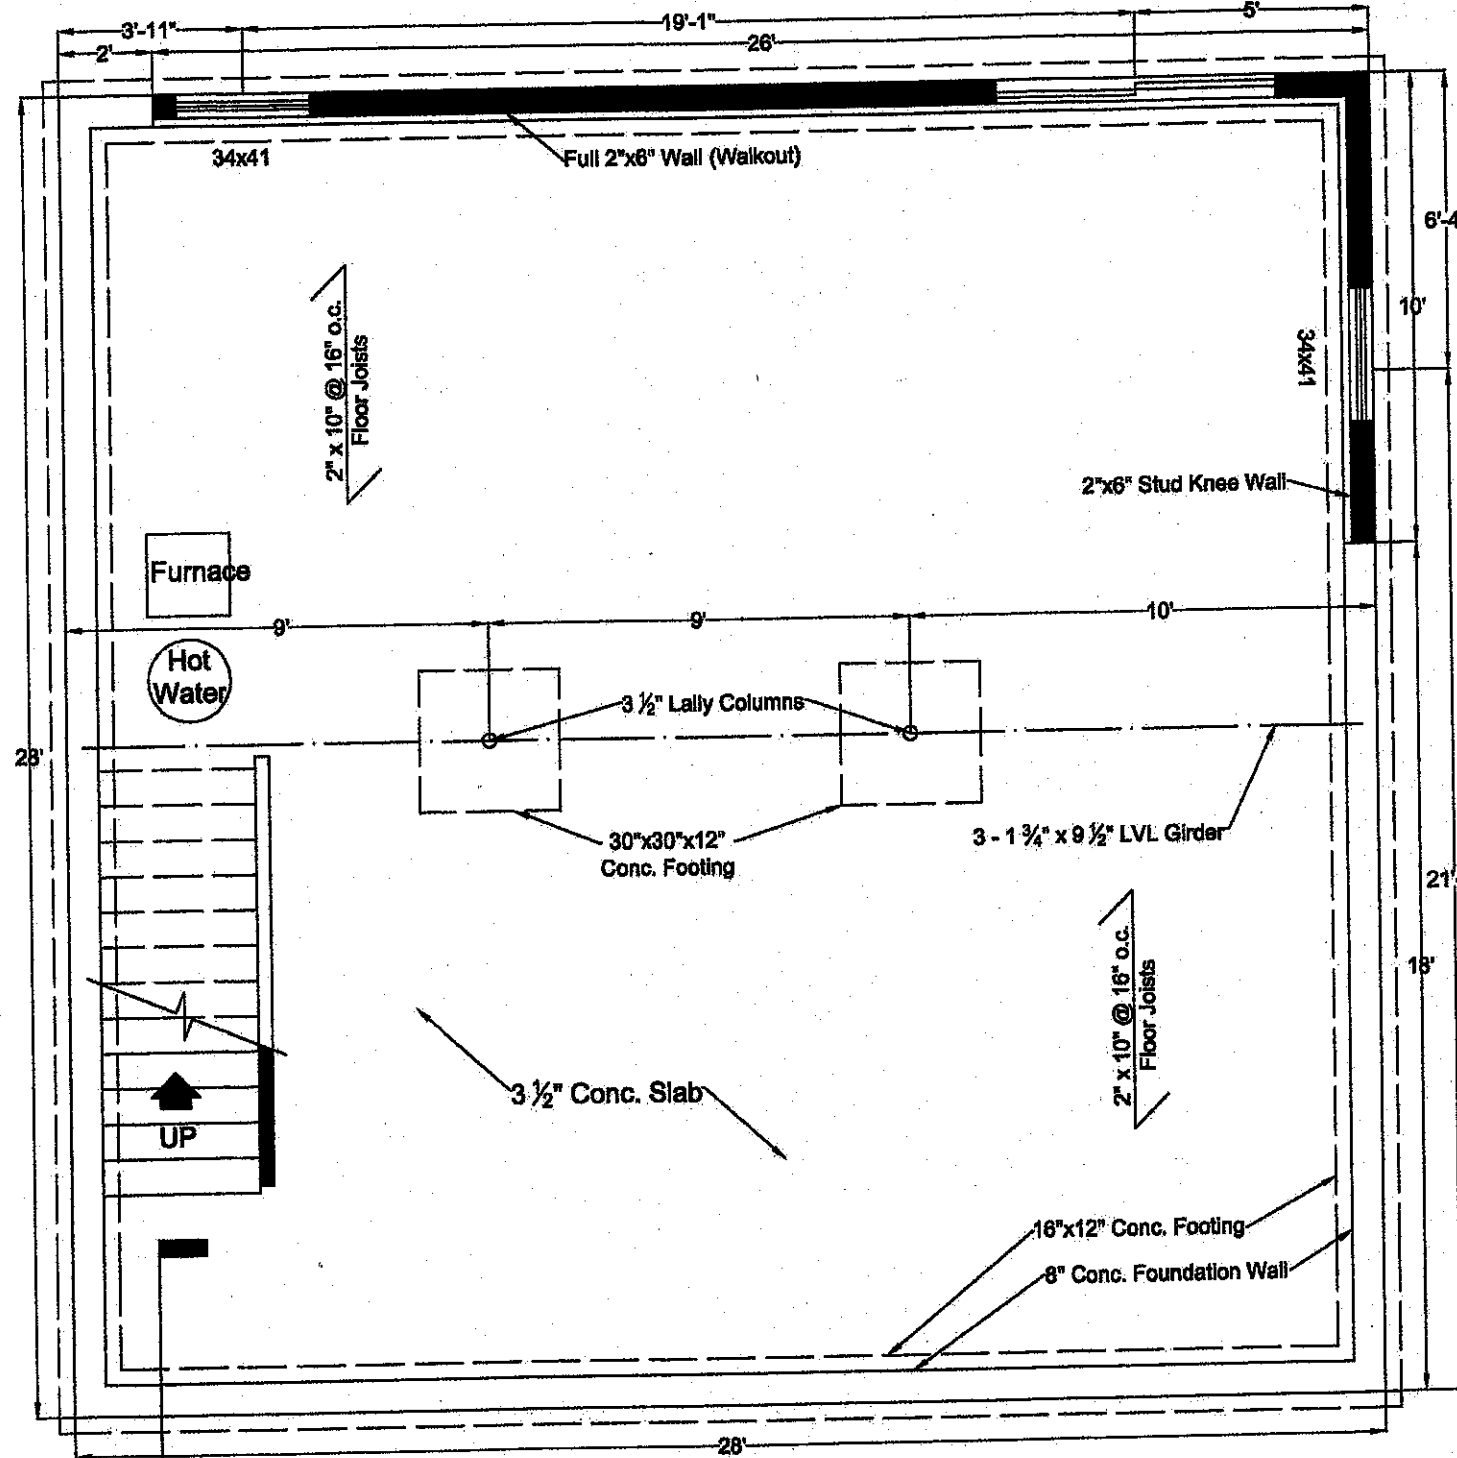 3'-11"
19'-1"
5'
2'
26'
34x41
Full 2"x6" Wall (Walkout)
6'-4
10'
2" x 10" @ 16" o.c.
Floor Joists
34x41
2"x6" Stud Knee Wall
Furnace
9'
9'
10'
Hot
Water
3 ½" Lally Columns
28'
30"x30"x12"
Conc. Footing
3 - 1 ¾" x 9 ½" LVL Girder
21'
18'
2" x 10" @ 16" o.c.
Floor Joists
3 ½" Conc. Slab
UP
16"x12" Conc. Footing
8" Conc. Foundation Wall
28'